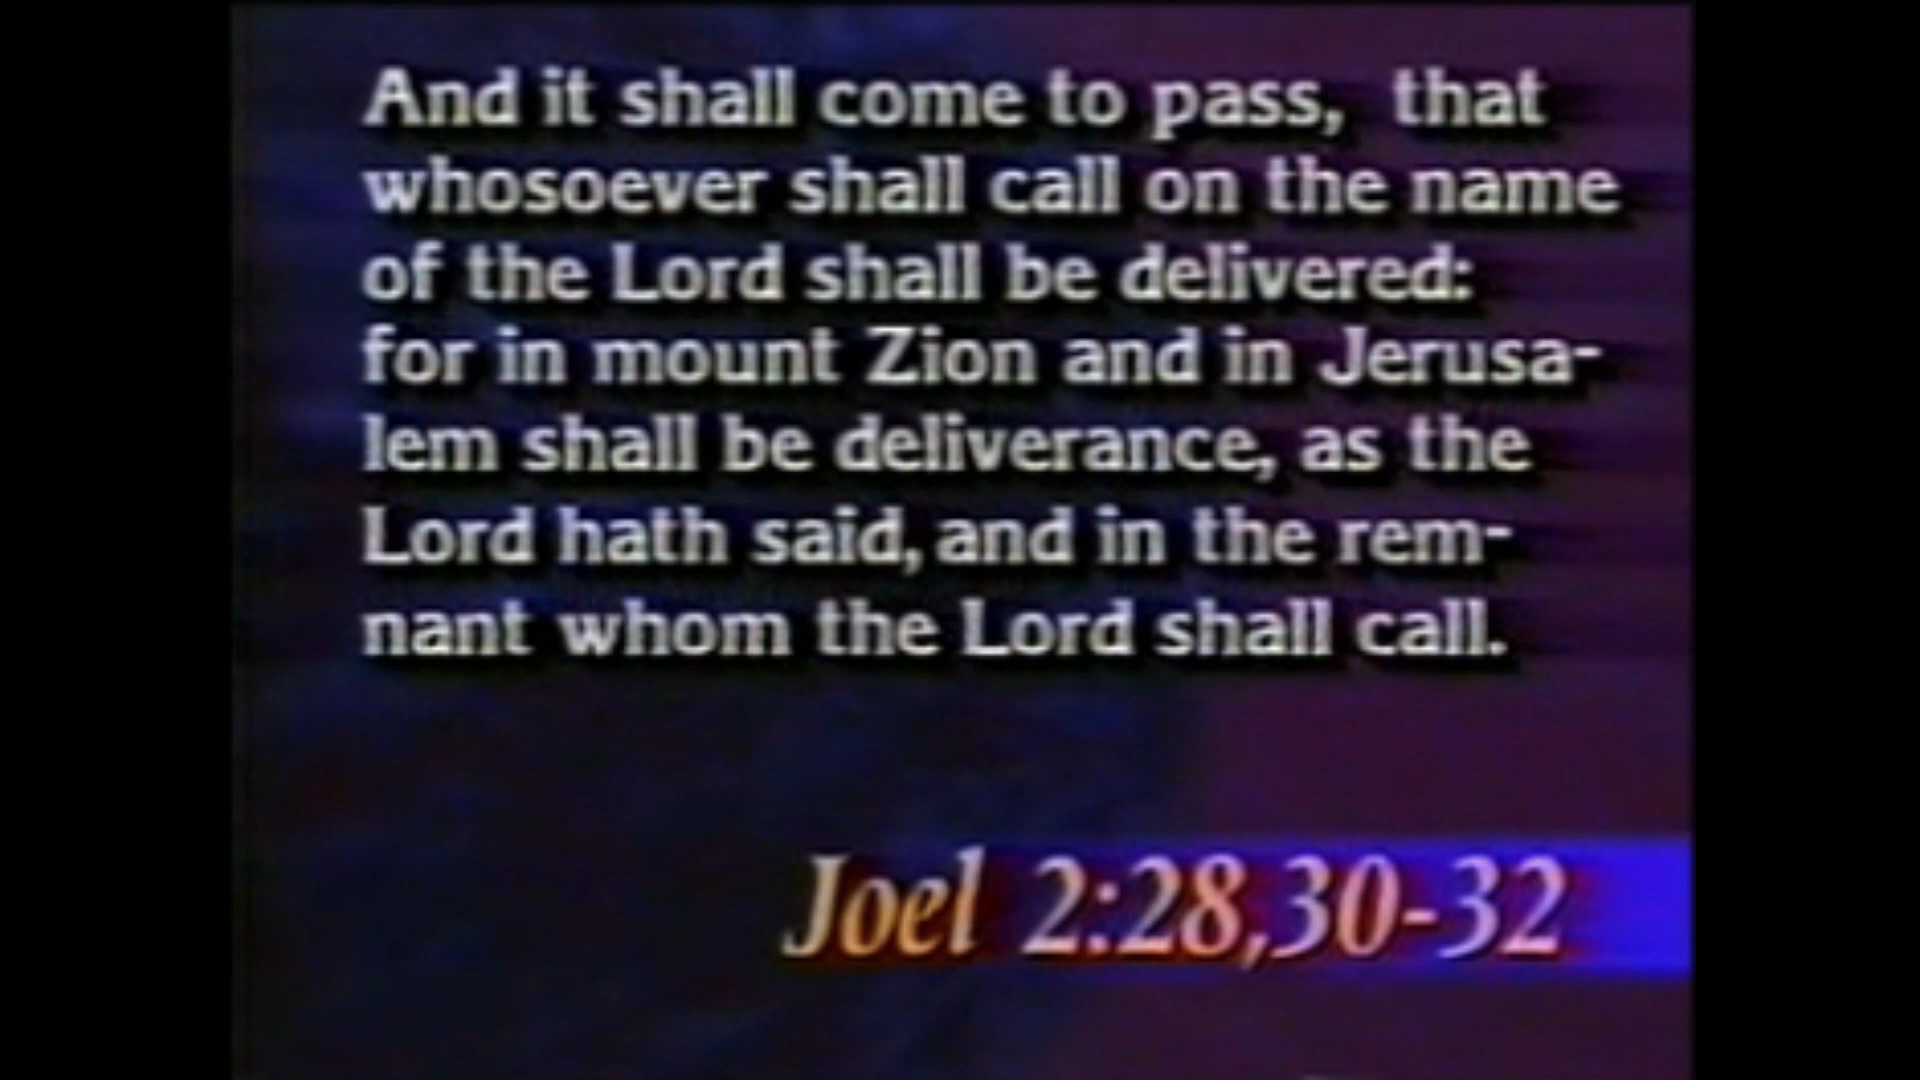 And it shall come to pass, that
whosoever shall call on the name
of the Lord shall be delivered:
for in mount Zion and in Jerusa-
lem shall be deliverance, as the
Lord hath said, and in the rem-
nant whom the Lord shall call.
Joel 2:28,30-32